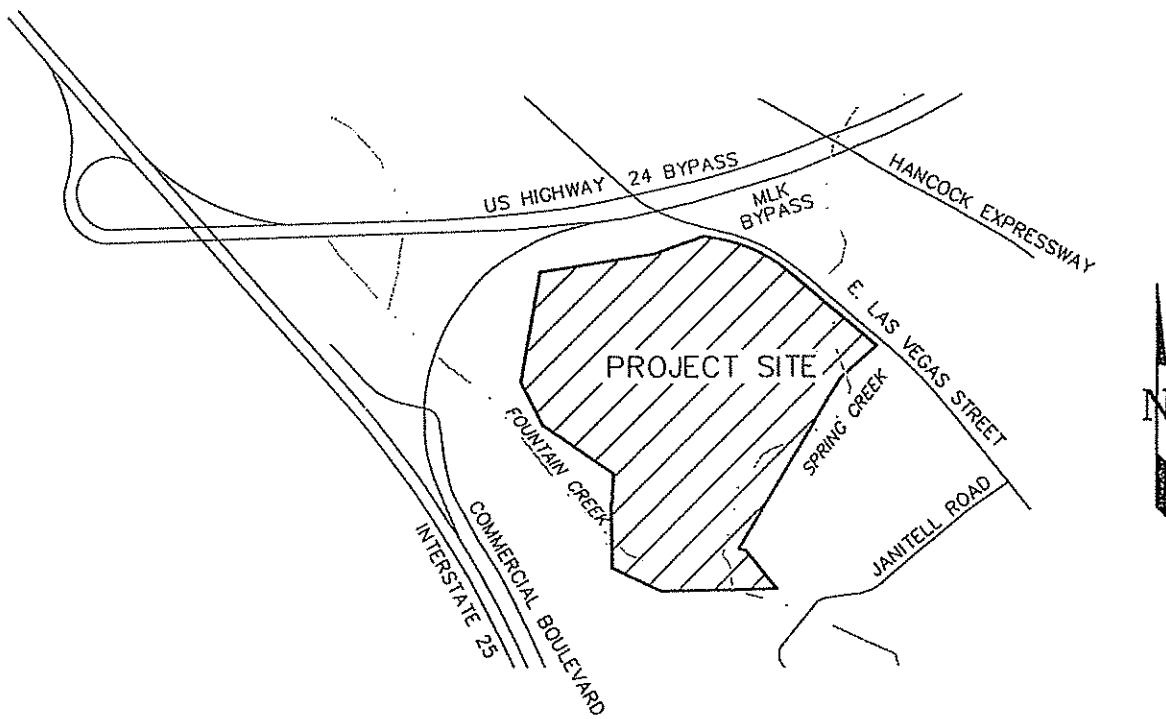 US HIGHWAY 24 BYPASS
MLK
BYPASS
HANCOCK EXPRESSWAY
E. LAS VEGAS STREET
PROJECT SITE
FOUNTAIN CREEK
SPRING CREEK
JANITELL ROAD
COMMERCIAL BOULEVARD
INTERSTATE 25
N